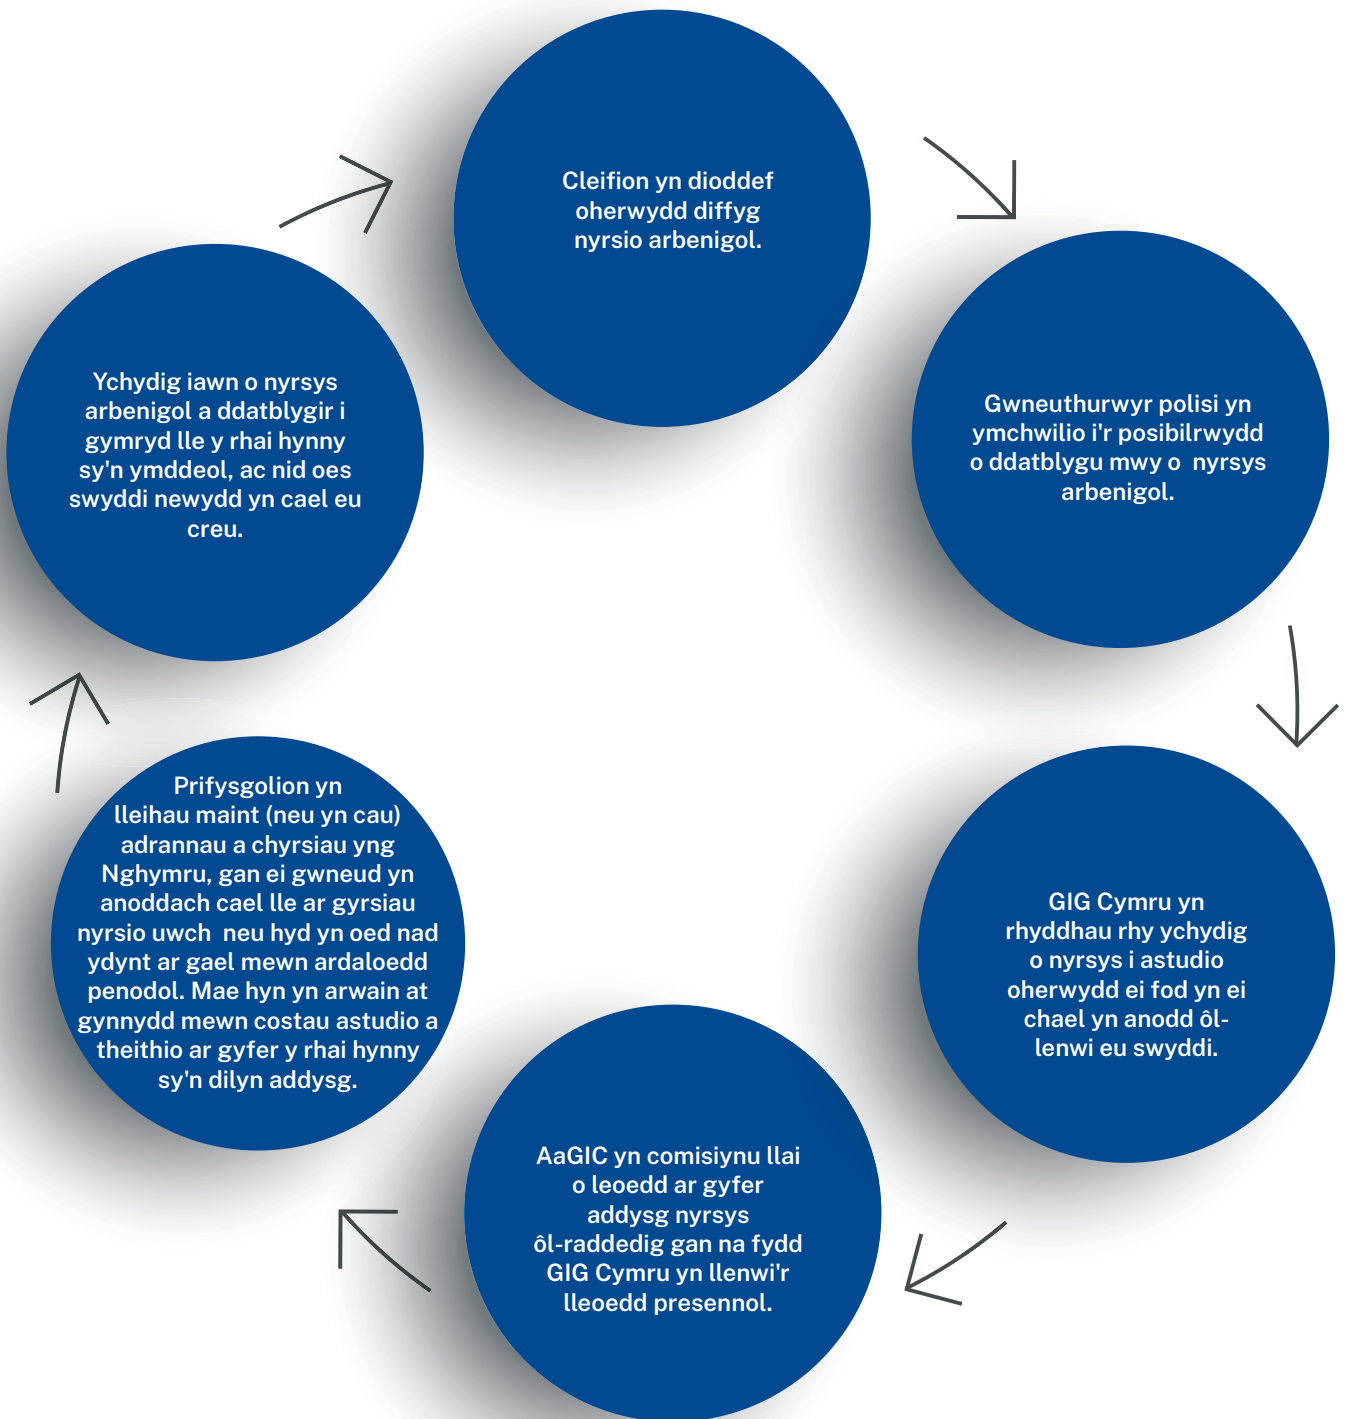 Cleifion yn dioddef
oherwydd diffyg
nyrsio arbenigol.
Gwneuthurwyr polisi yn
ymchwilio i'r posibilrwydd
o ddatblygu mwy o nyrsys
arbenigol.
GIG Cymru yn
rhyddhau rhy ychydig
o nyrsys i astudio
oherwydd ei fod yn ei
chael yn anodd ôl-
lenwi eu swyddi.
AaGIC yn comisiynu llai
o leoedd ar gyfer
addysg nyrsys
ôl-raddedig gan na fydd
GIG Cymru yn llenwi'r
lleoedd presennol.
Prifysgolion yn
lleihau maint (neu yn cau)
adrannau a chyrsiau yng
Nghymru, gan ei gwneud yn
anoddach cael lle ar gyrsiau
nyrsio uwch neu hyd yn oed nad
ydynt ar gael mewn ardaloedd
penodol. Mae hyn yn arwain at
gynnydd mewn costau astudio a
theithio ar gyfer y rhai hynny
sy'n dilyn addysg.
Ychydig iawn o nyrsys
arbenigol a ddatblygir i
gymryd lle y rhai hynny
sy'n ymddeol, ac nid oes
swyddi newydd yn cael eu
creu.